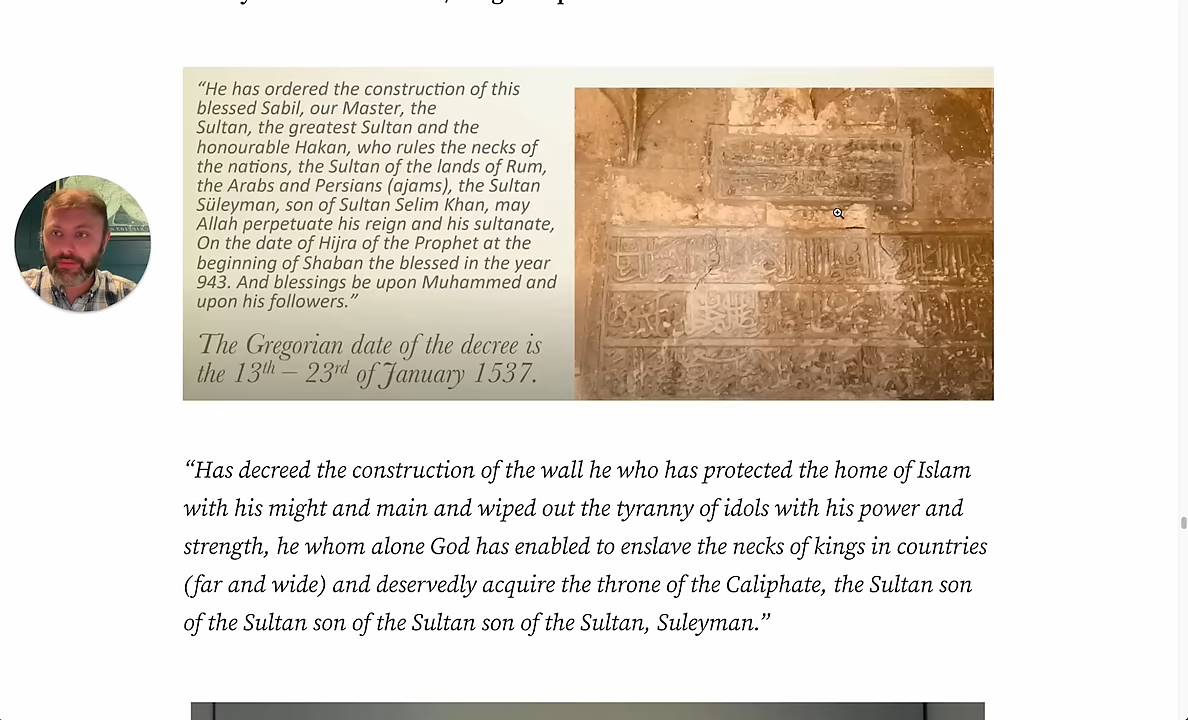 “He has ordered the construction of this
blessed Sabil, our Master, the
Sultan, the greatest Sultan and the
honourable Hakan, who rules the necks of
the nations, the Sultan of the lands of Rum,
the Arabs and Persians (ajams), the Sultan
Süleyman, son of Sultan Selim Khan, may
Allah perpetuate his reign and his sultanate,
On the date of Hijra of the Prophet at the
beginning of Shaban the blessed in the year
943. And blessings be upon Muhammed and
upon his followers.”
The Gregorian date of the decree is
the 13th – 23rd of January 1537.
“Has decreed the construction of the wall he who has protected the home of Islam
with his might and main and wiped out the tyranny of idols with his power and
strength, he whom alone God has enabled to enslave the necks of kings in countries
(far and wide) and deservedly acquire the throne of the Caliphate, the Sultan son
of the Sultan son of the Sultan son of the Sultan, Suleyman.”